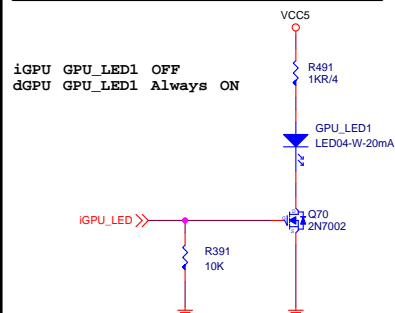 VCC5
iGPU GPU_LED1 OFF
dGPU GPU_LED1 Always ON
R491
1KR/4
GPU_LED1
LED04-W-20mA
iGPU_LED
Q70
2N7002
R391
10K